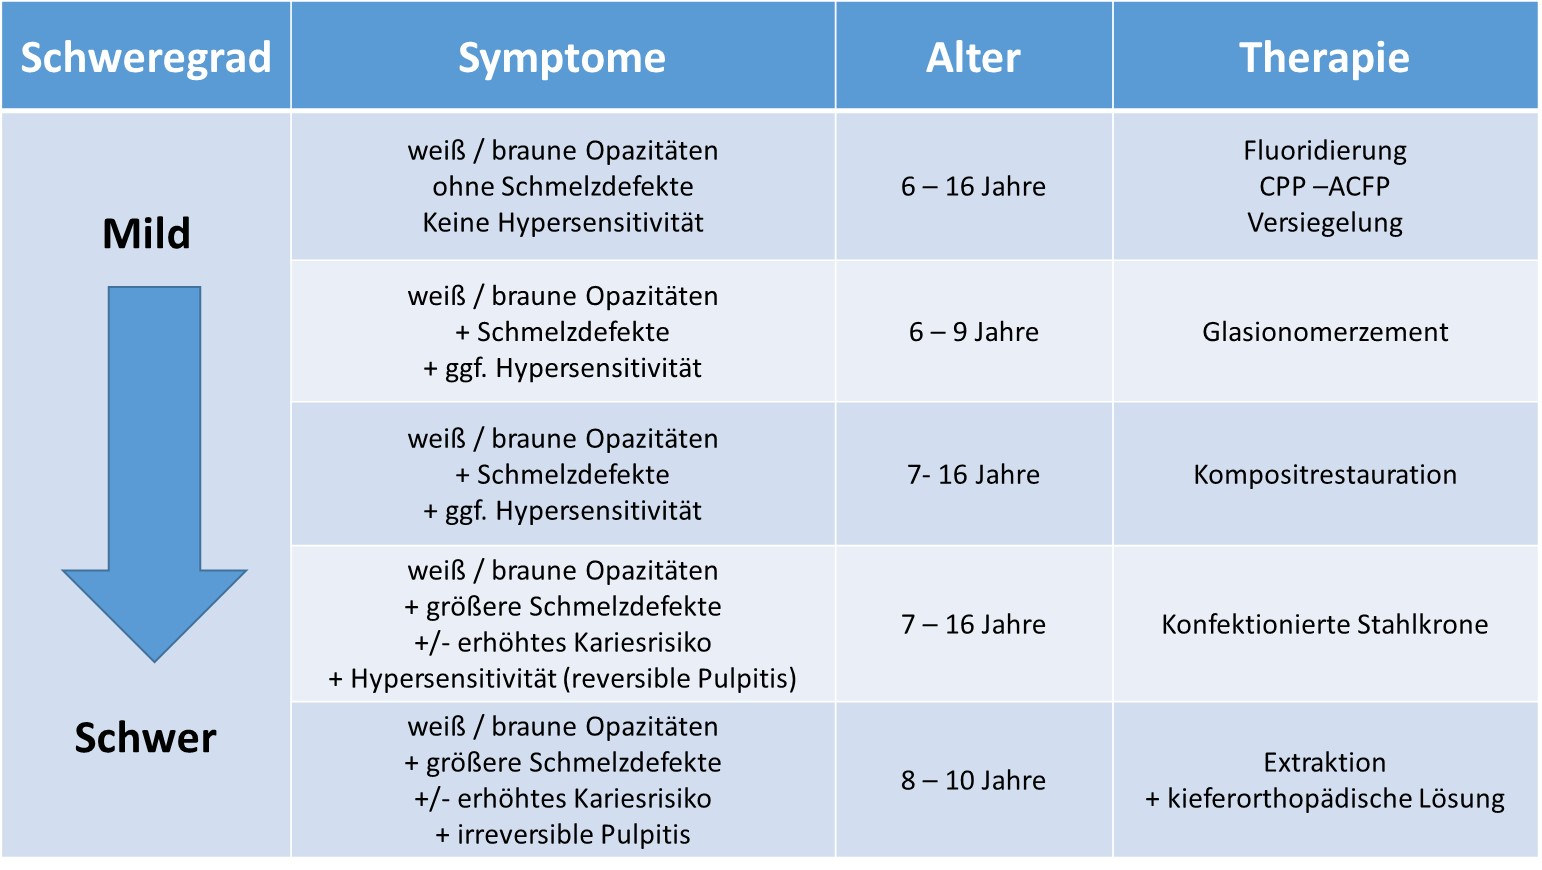 Schweregrad Symptome Alter Therapie
Mild
weiß / braune Opazitäten
ohne Schmelzdefekte
Keine Hypersensitivität
6 – 16 Jahre
Fluoridierung
CPP –ACFP
Versiegelung
weiß / braune Opazitäten
+ Schmelzdefekte
+ ggf. Hypersensitivität
6 – 9 Jahre
Glasionomerzement
weiß / braune Opazitäten
+ Schmelzdefekte
+ ggf. Hypersensitivität
7- 16 Jahre
Kompositrestauration
weiß / braune Opazitäten
+ größere Schmelzdefekte
+/- erhöhtes Kariesrisiko
+ Hypersensitivität (reversible Pulpitis)
7 – 16 Jahre
Konfektionierte Stahlkrone
Schwer
weiß / braune Opazitäten
+ größere Schmelzdefekte
+/- erhöhtes Kariesrisiko
+ irreversible Pulpitis
8 – 10 Jahre
Extraktion
+ kieferorthopädische Lösung